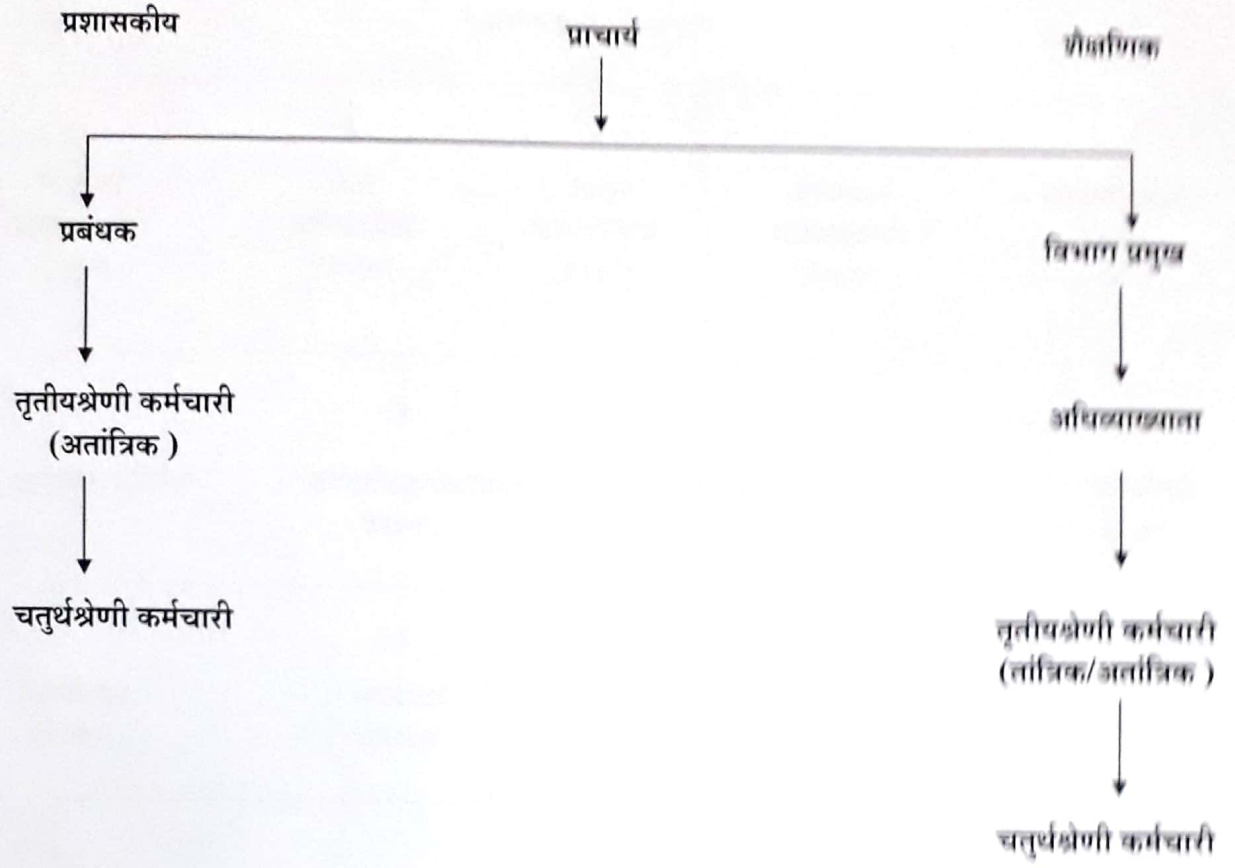 प्रशासकीय
प्राचार्य
शैक्षणिक
प्रबंधक
विभाग प्रमुख
तृतीयश्रेणी कर्मचारी
(अतांत्रिक )
अधिव्याख्याता
चतुर्थश्रेणी कर्मचारी
तृतीयश्रेणी कर्मचारी
(तांत्रिक/अतांत्रिक )
चतुर्थश्रेणी कर्मचारी